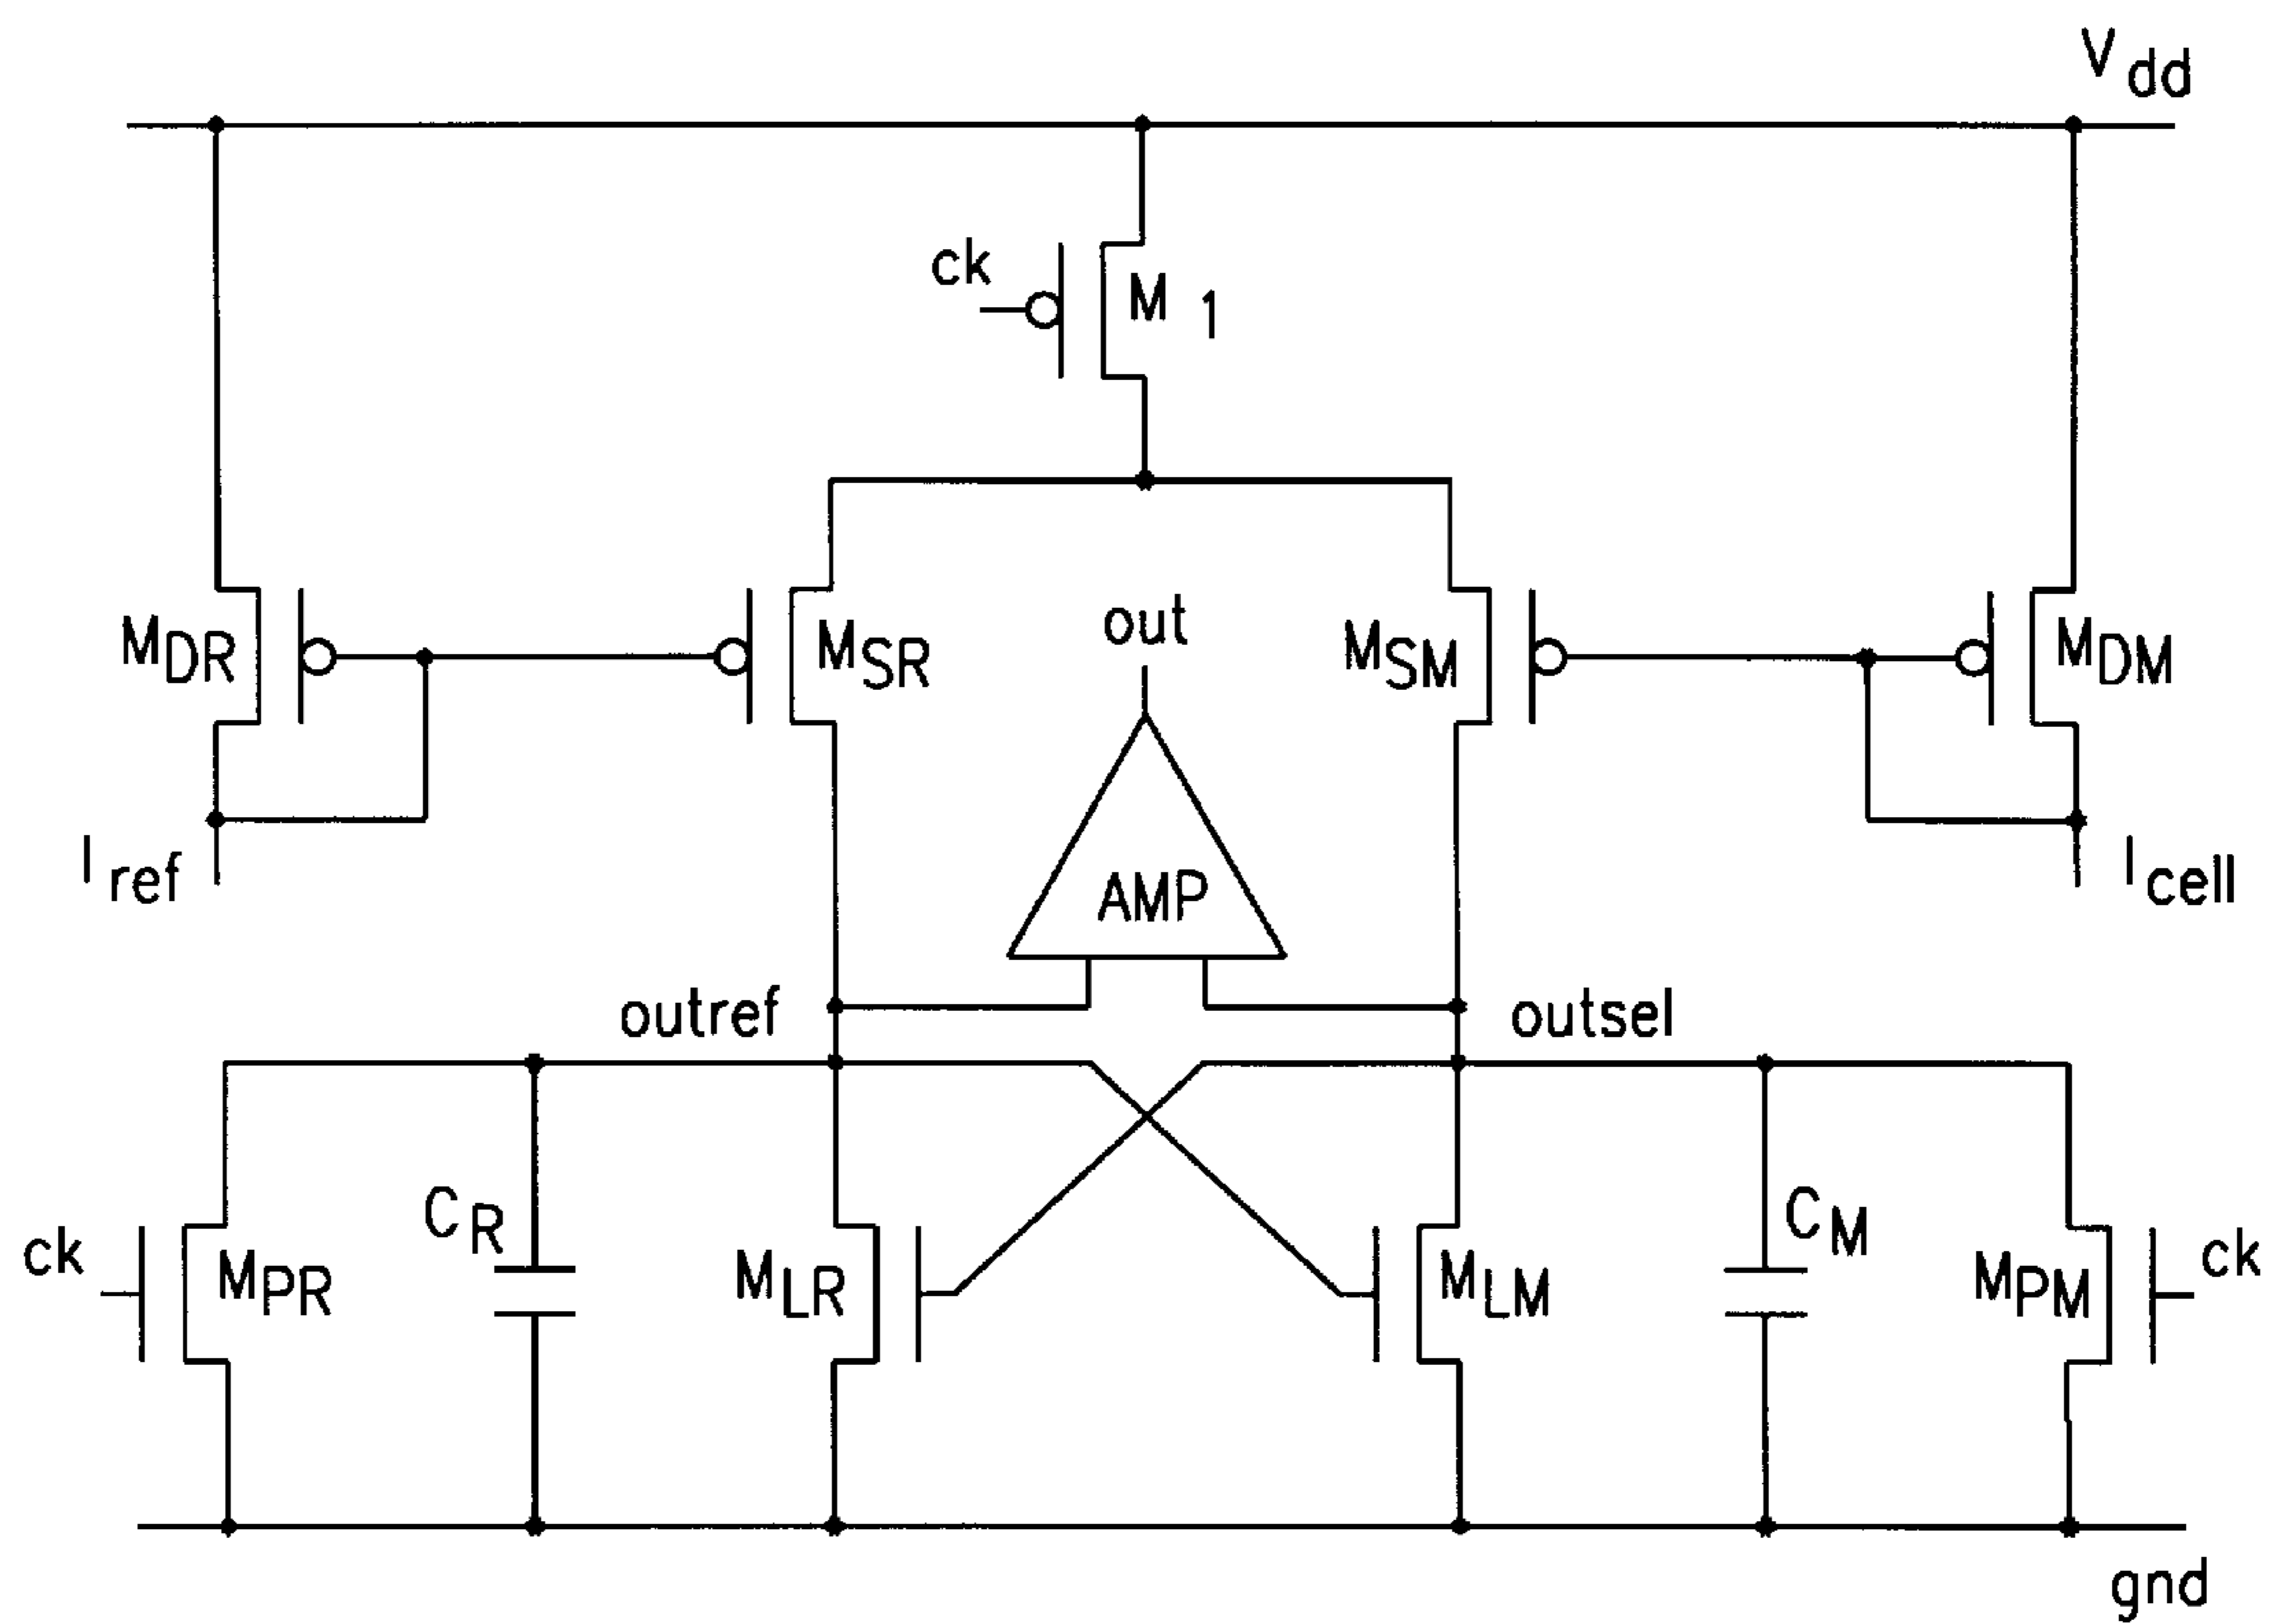 Vdd
ck
M1
out
MDR
MSR
MSM
MDM
Iref
AMP
Icell
outref
outsel
ck
MPR
CR
MLR
MLM
CM
MPM
ck
gnd